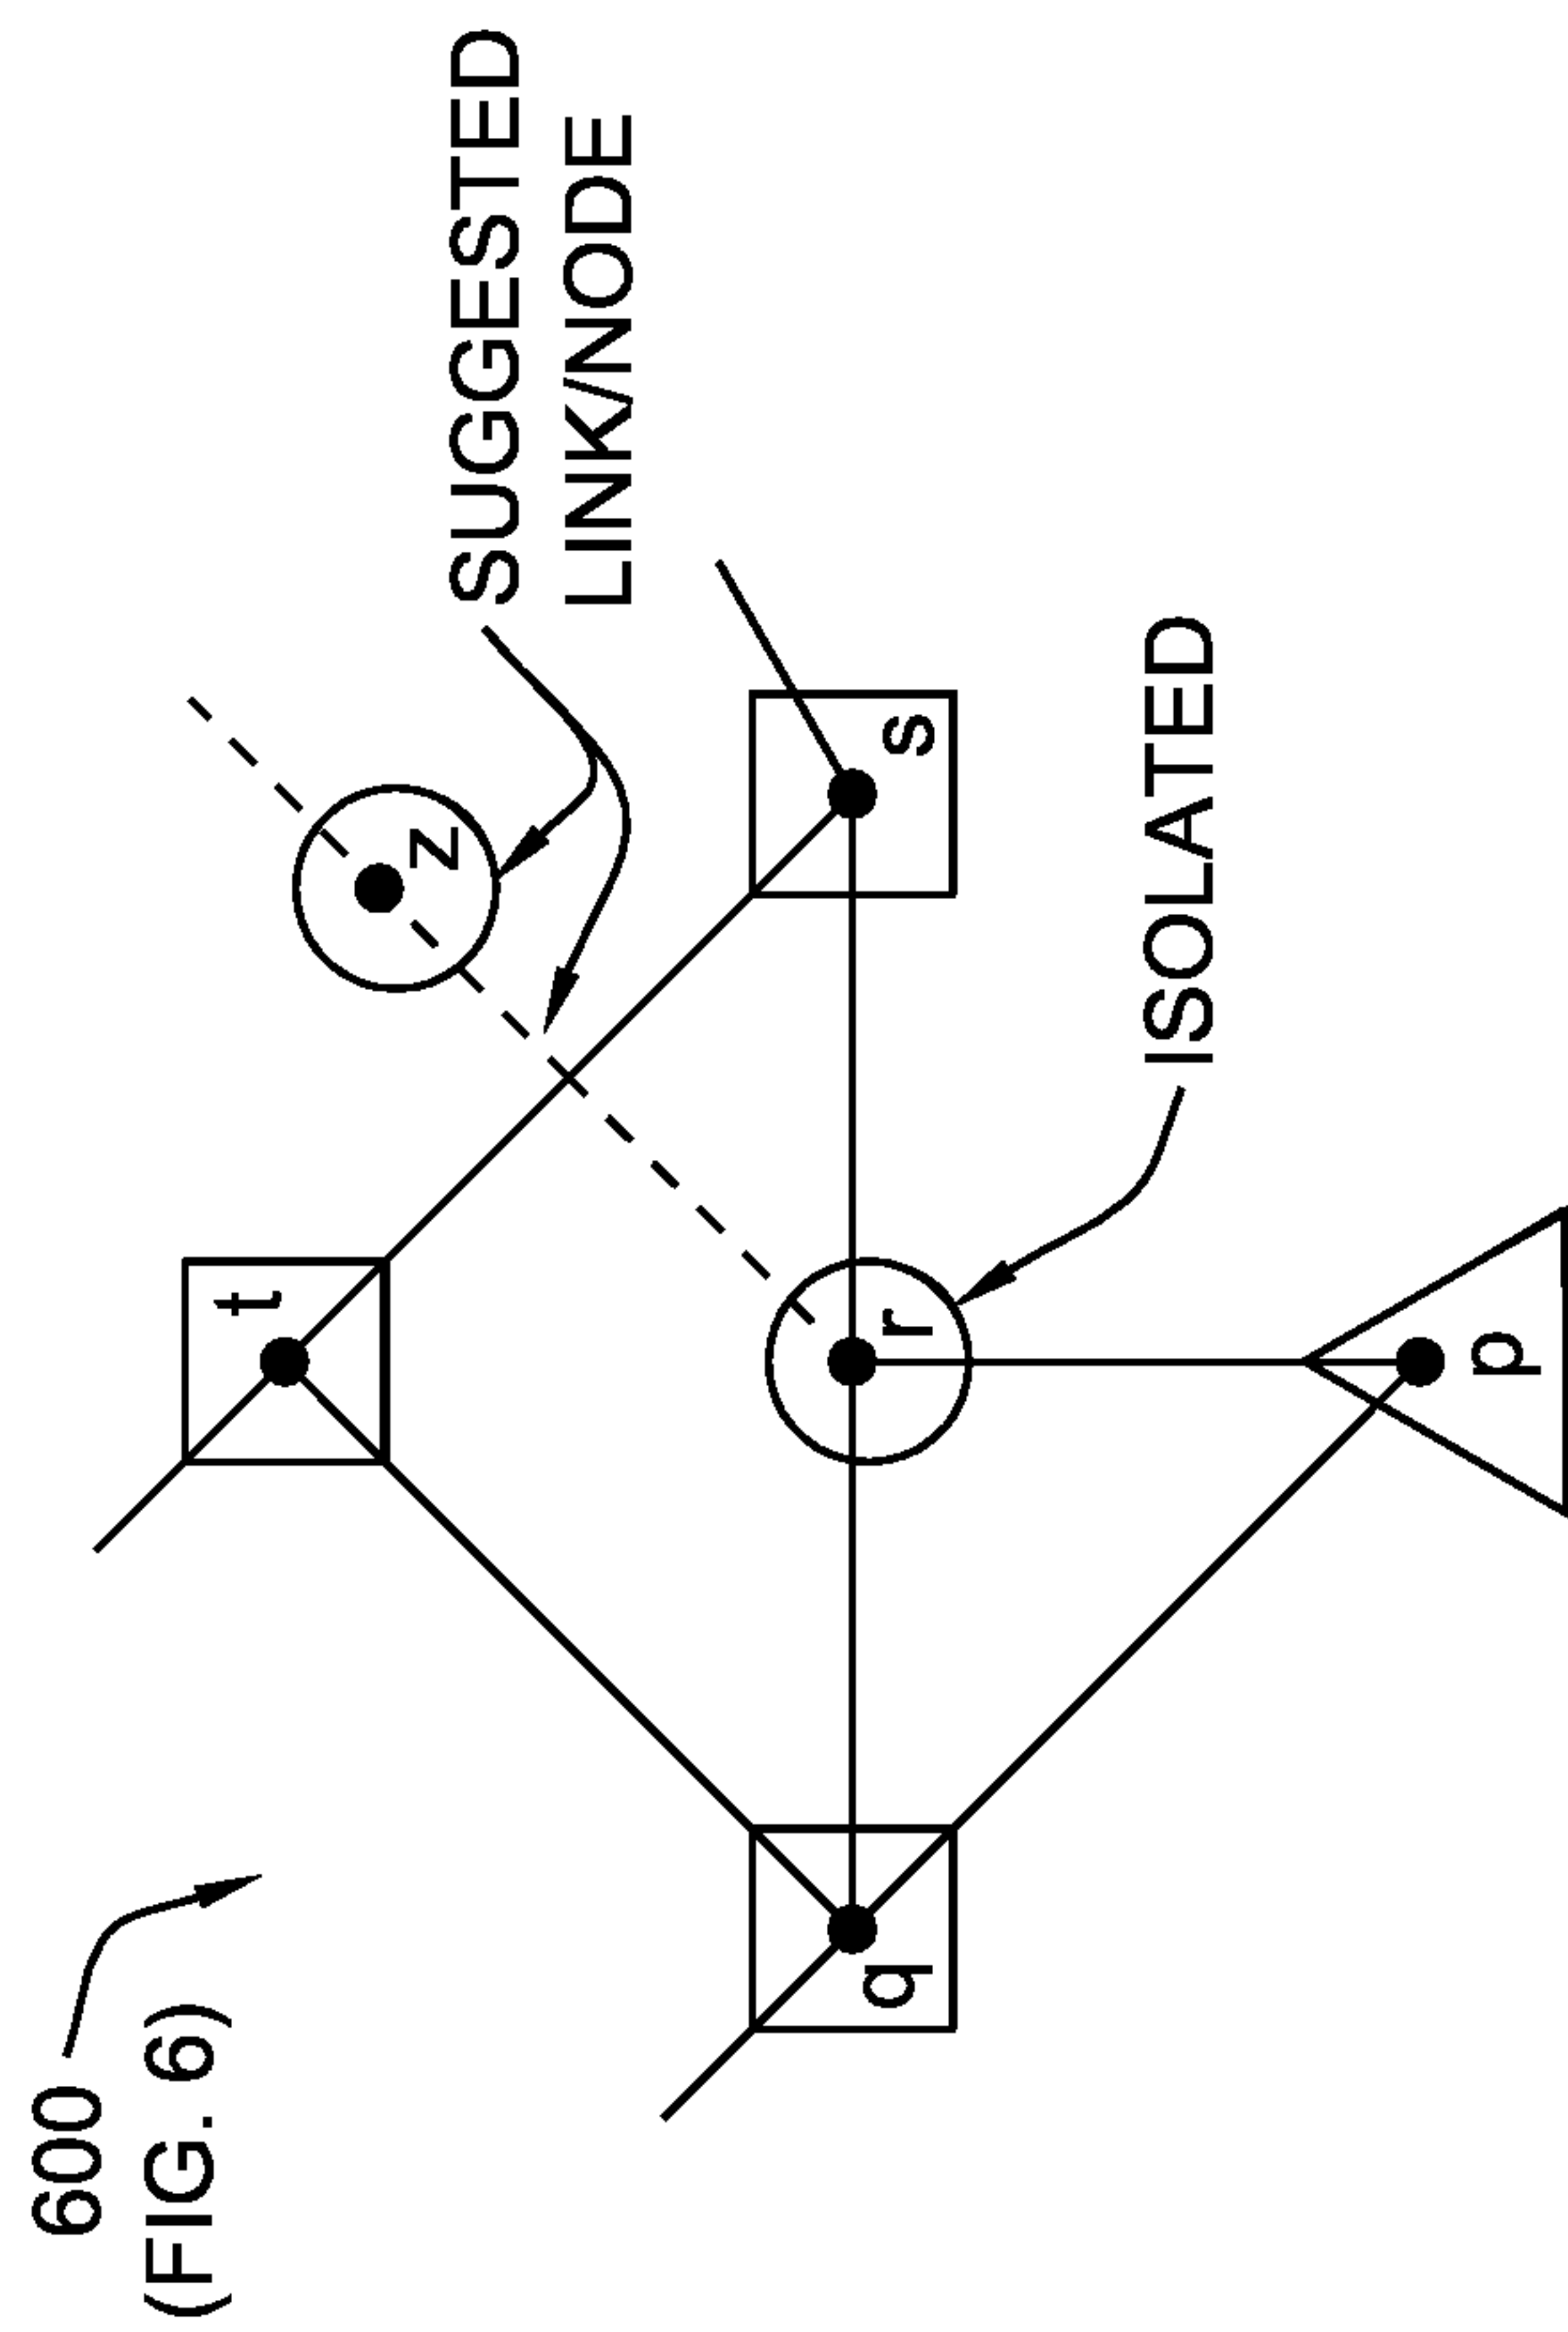 600
(FIG. 6)
t
z
SUGGESTED
LINK/NODE
q
r
s
ISOLATED
p